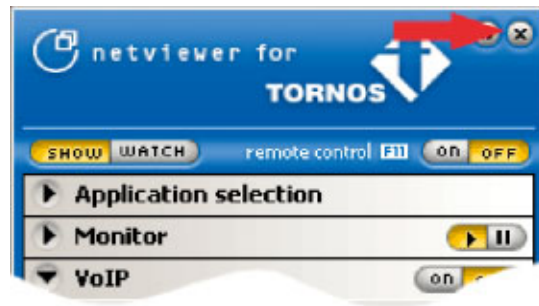 netviewer for
TORNOS
SHOW WATCH remote control F11 on OFF
Application selection
Monitor
VoIP on